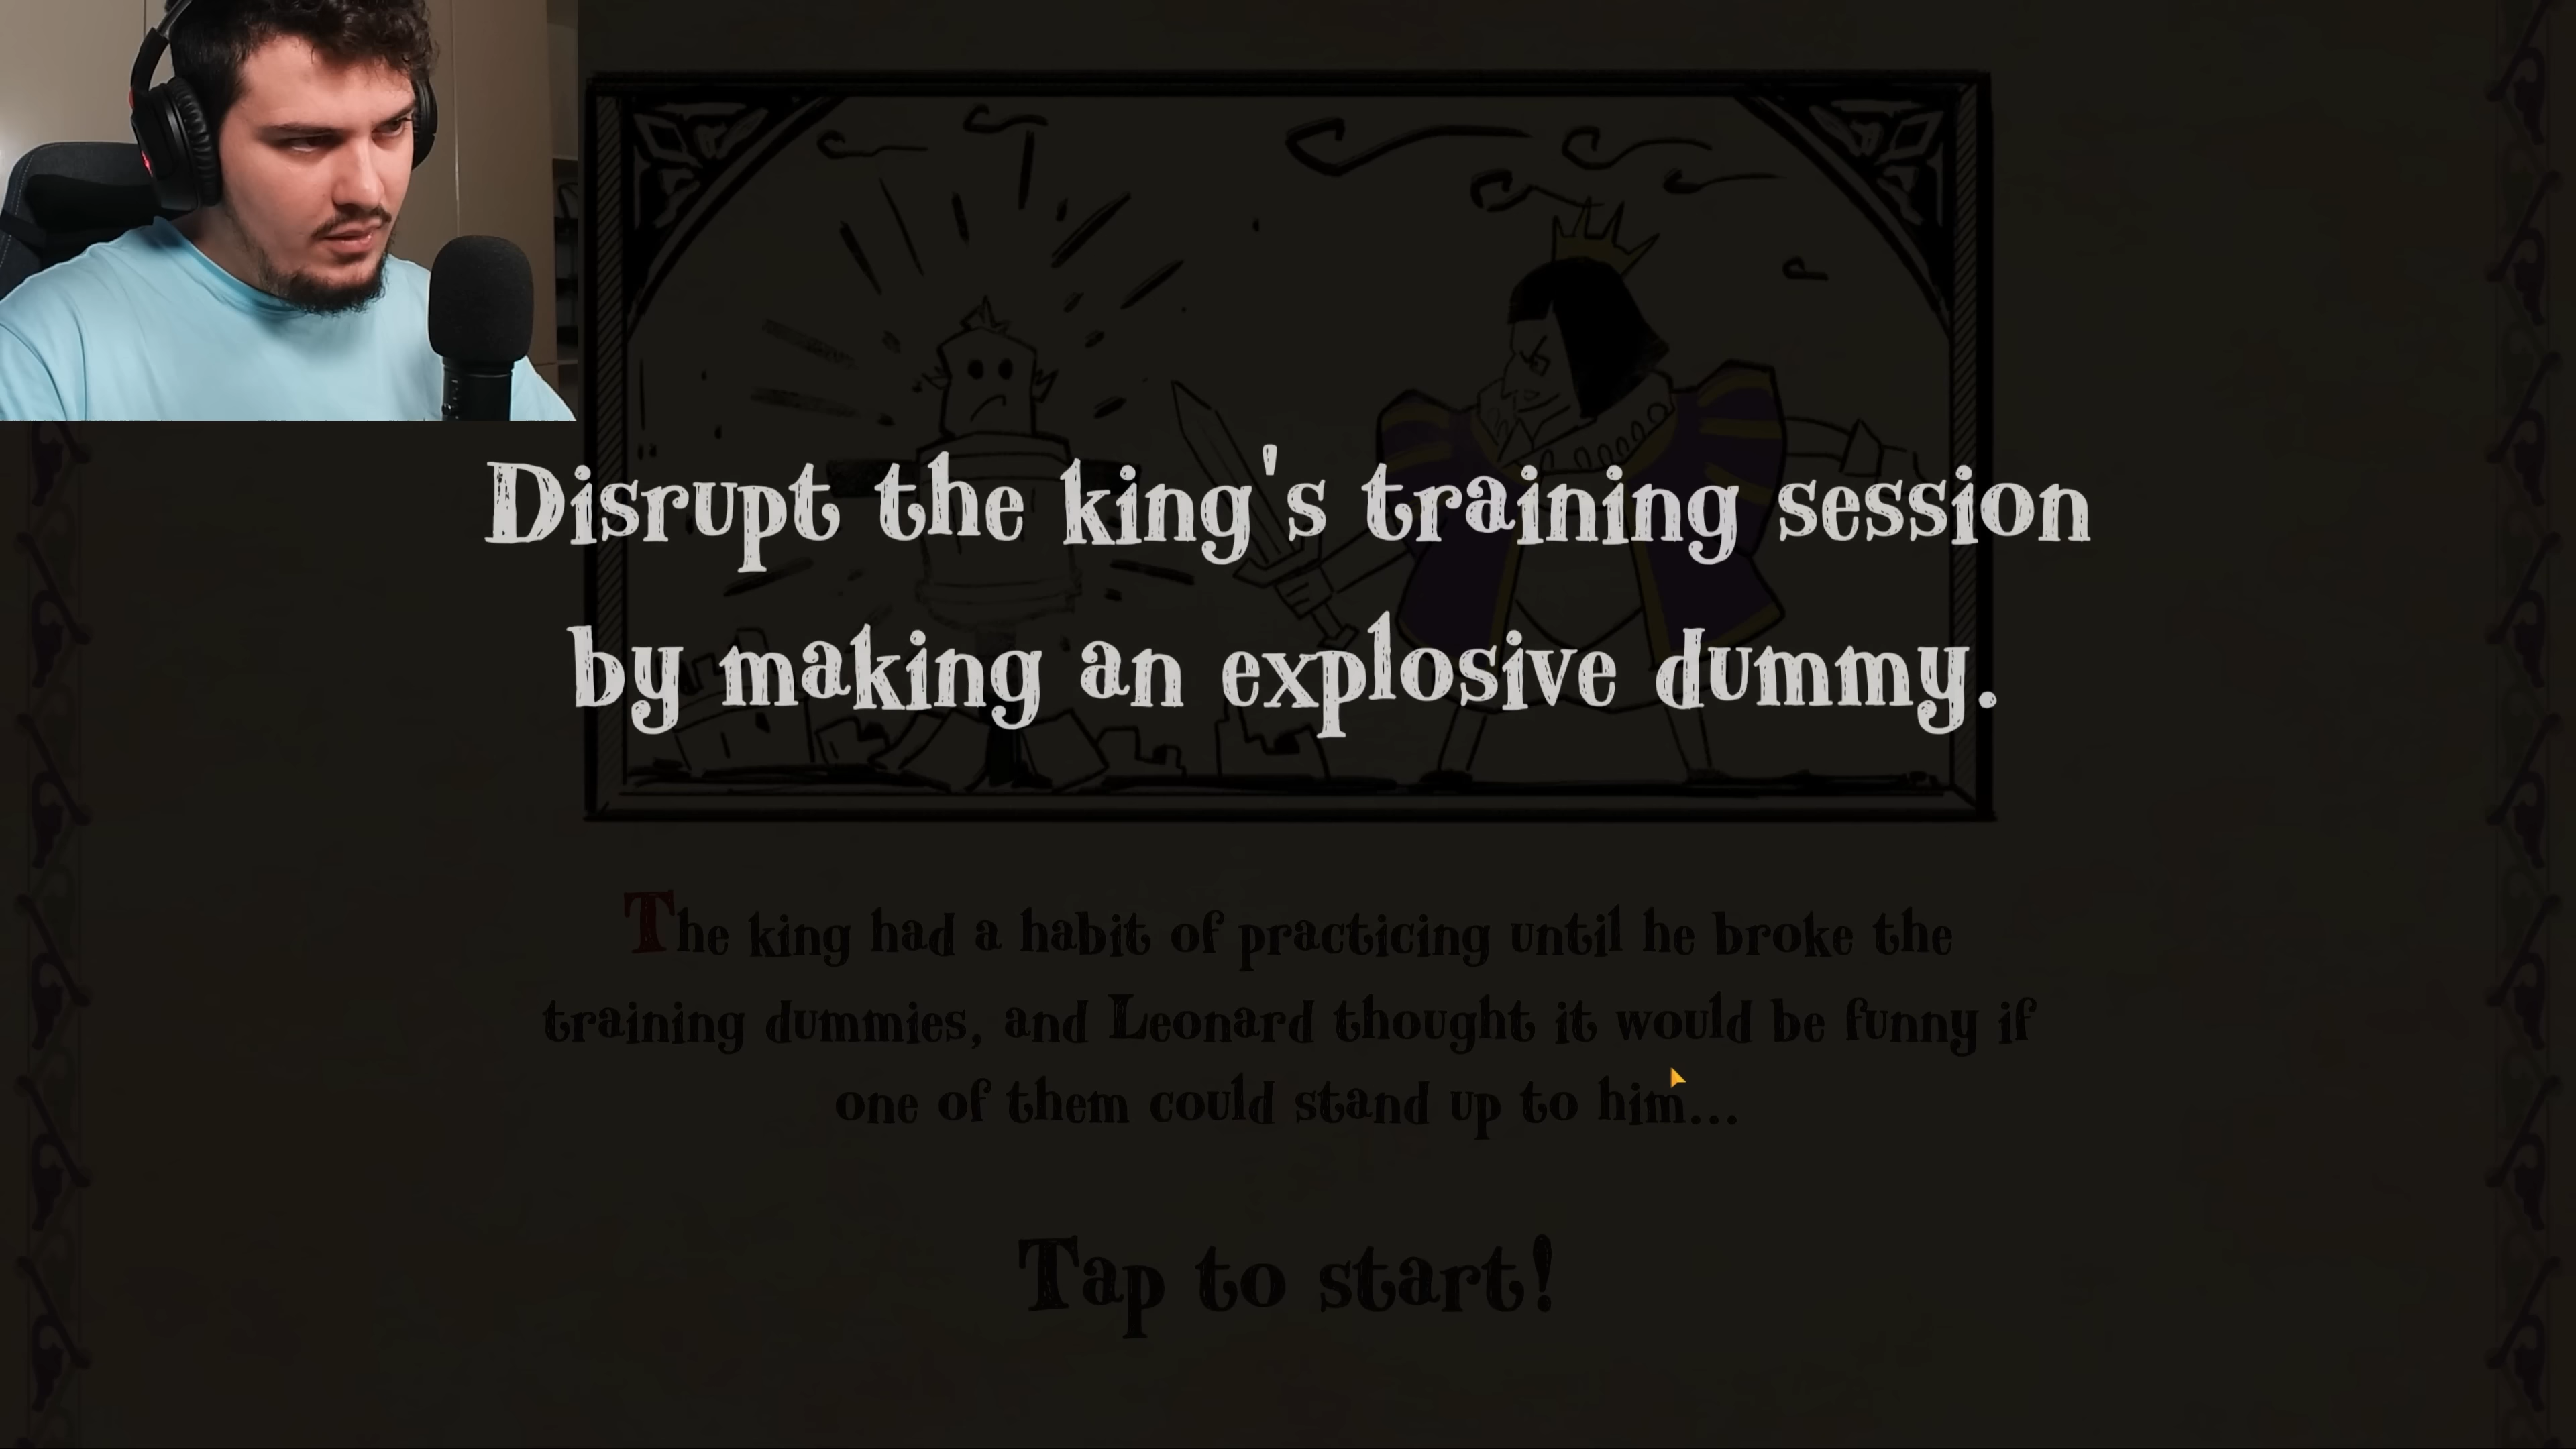 Disrupt the king's training session
by making an explosive dummy.
The king had a habit of practicing until he broke the
training dummies, and Leonard thought it would be funny if
one of them could stand up to him...
Tap to start!